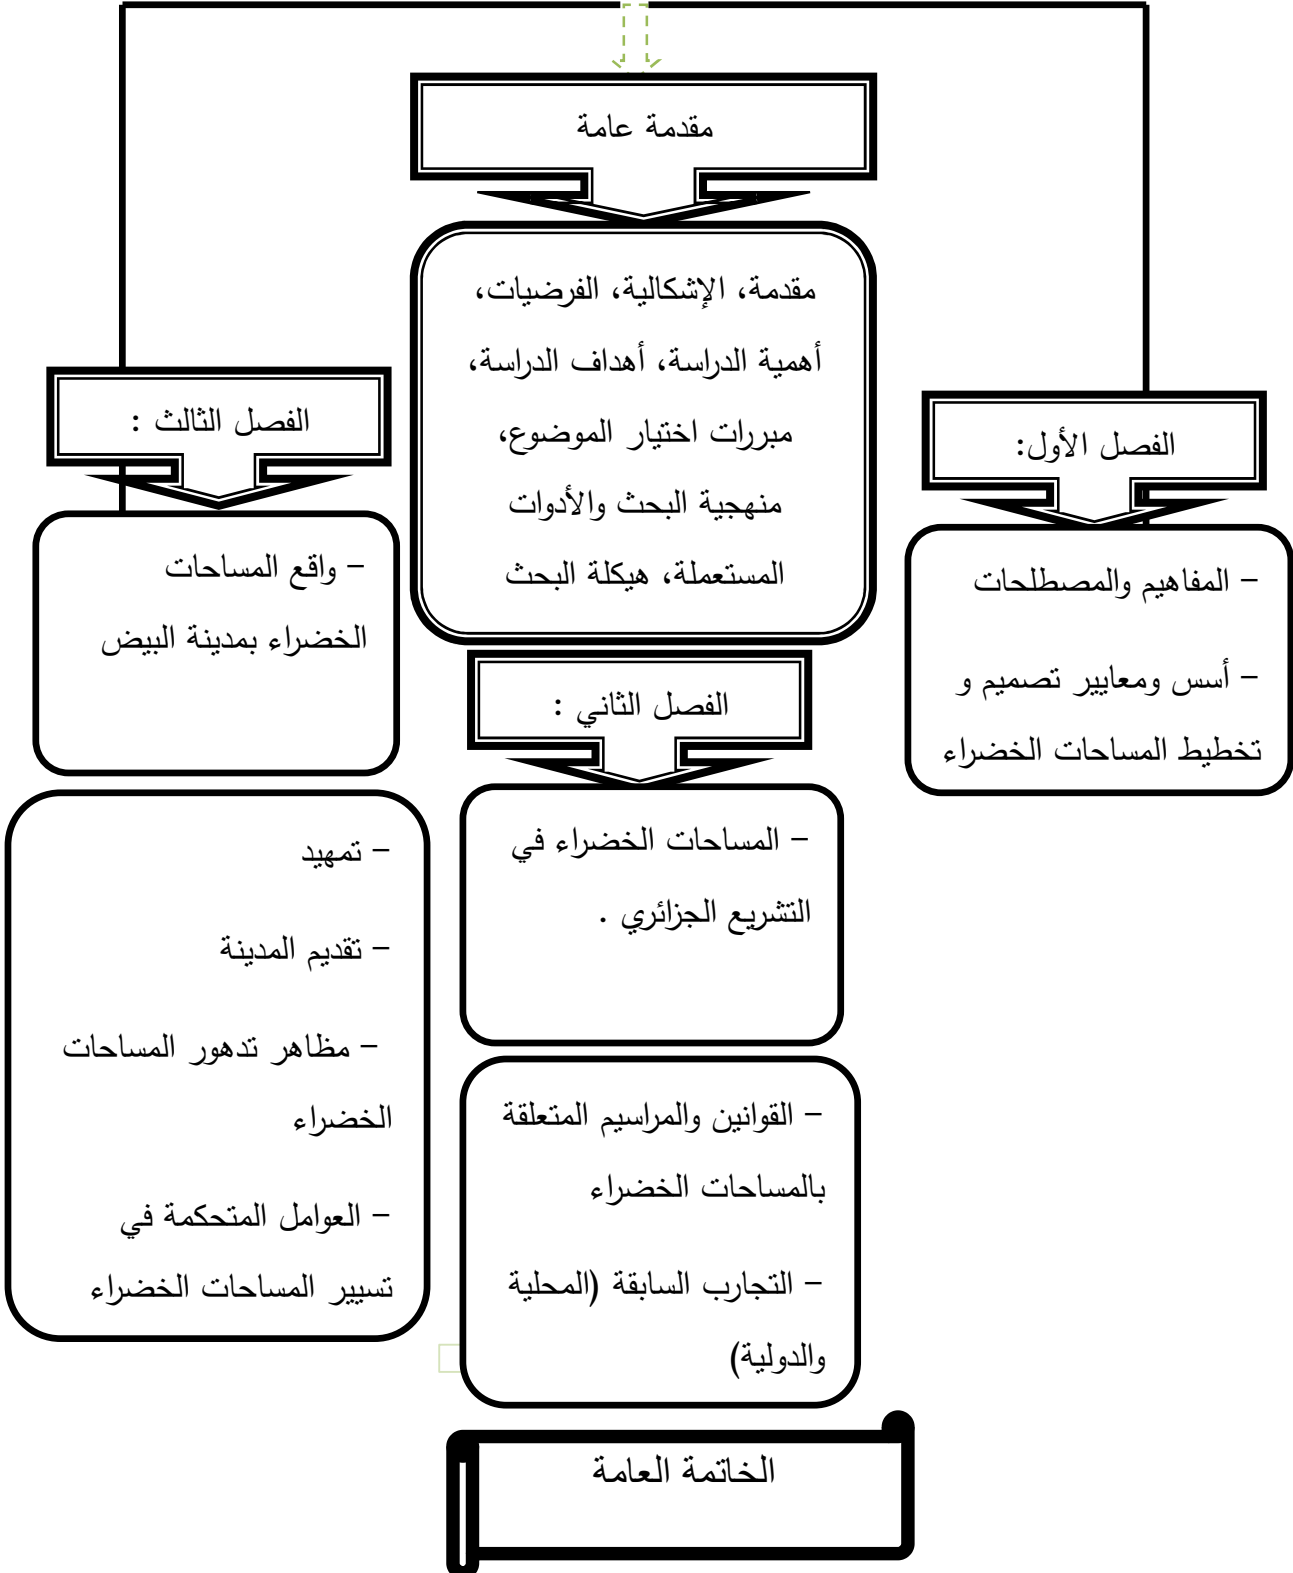 مقدمة عامة
مقدمة، الإشكالية، الفرضيات،
أهمية الدراسة، أهداف الدراسة،
مبررات اختيار الموضوع،
منهجية البحث والأدوات
المستعملة، هيكلة البحث
الفصل الأول:
- المفاهيم والمصطلحات
- أسس ومعايير تصميم و
تخطيط المساحات الخضراء
الفصل الثاني :
- المساحات الخضراء في
التشريع الجزائري .
- القوانين والمراسيم المتعلقة
بالمساحات الخضراء
- التجارب السابقة (المحلية
والدولية)
الفصل الثالث :
- واقع المساحات
الخضراء بمدينة البيض
- تمهيد
- تقديم المدينة
- مظاهر تدهور المساحات
الخضراء
- العوامل المتحكمة في
تسيير المساحات الخضراء
الخاتمة العامة